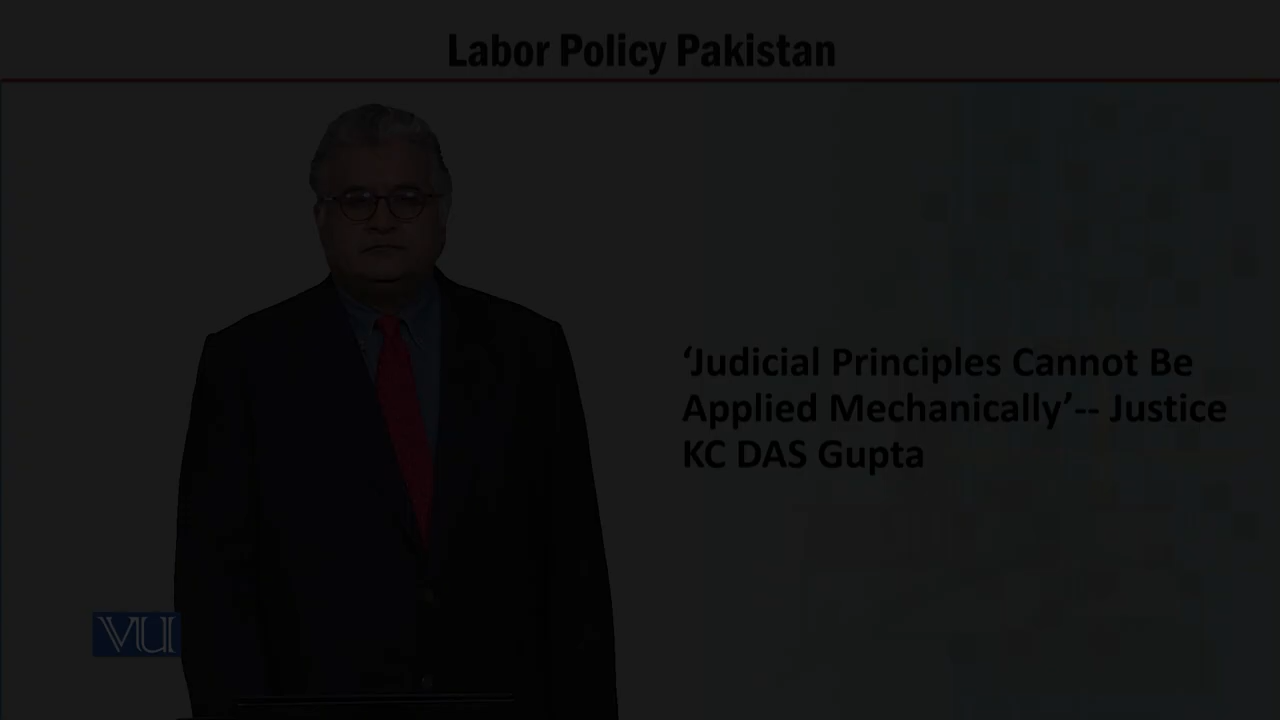 Labor Policy Pakistan
‘Judicial Principles Cannot Be
Applied Mechanically’-- Justice
KC DAS Gupta
VU